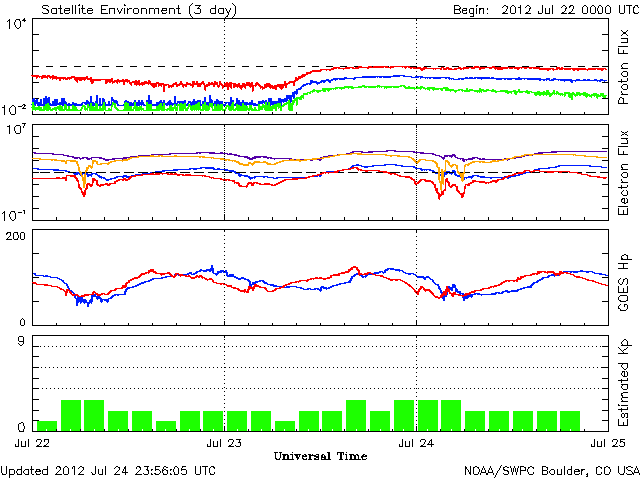 Satellite Environment (3 day) Begin: 2012 Jul 22 0000 UTC
10^4
10^-2
Proton Flux
10^7
10^-1
Electron Flux
200
0
GOES Hp
9
0
Estimated Kp
Jul 22 Jul 23 Jul 24 Jul 25
Universal Time
Updated 2012 Jul 24 23:56:05 UTC NOAA/SWPC Boulder, CO USA